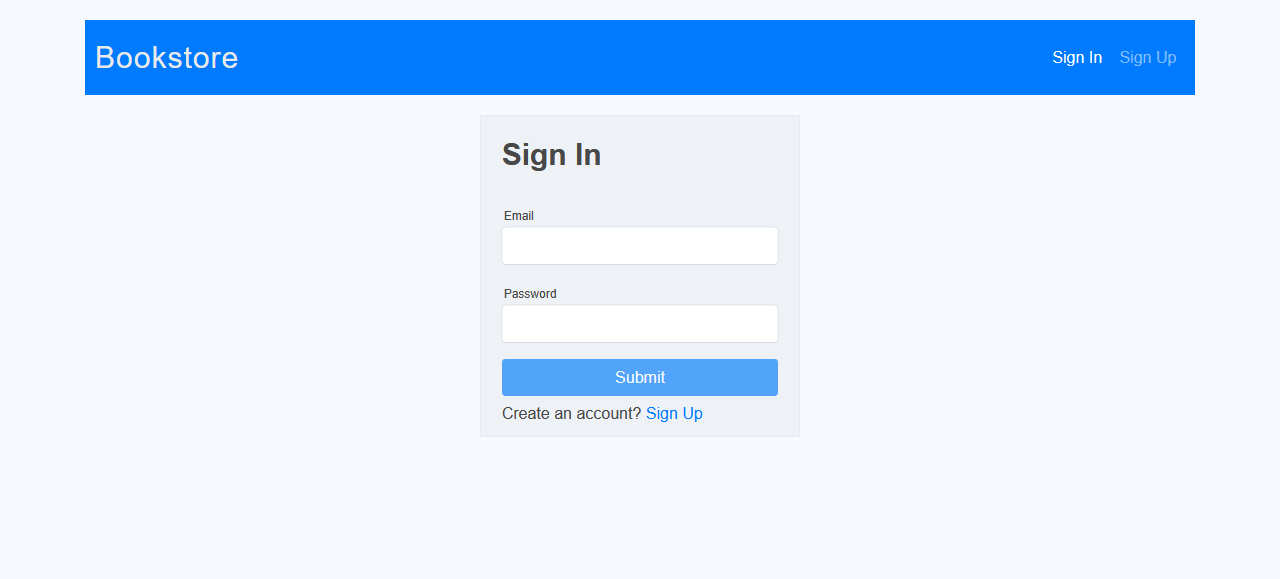 Bookstore
Sign In Sign Up
Sign In
Email
Password
Submit
Create an account? Sign Up